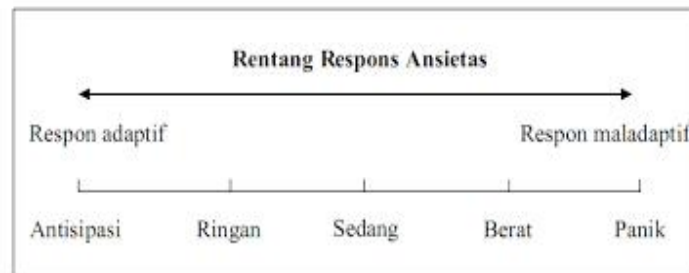 Rentang Respons Ansietas
Respon adaptif Respon maladaptif
Antisipasi Ringan Sedang Berat Panik